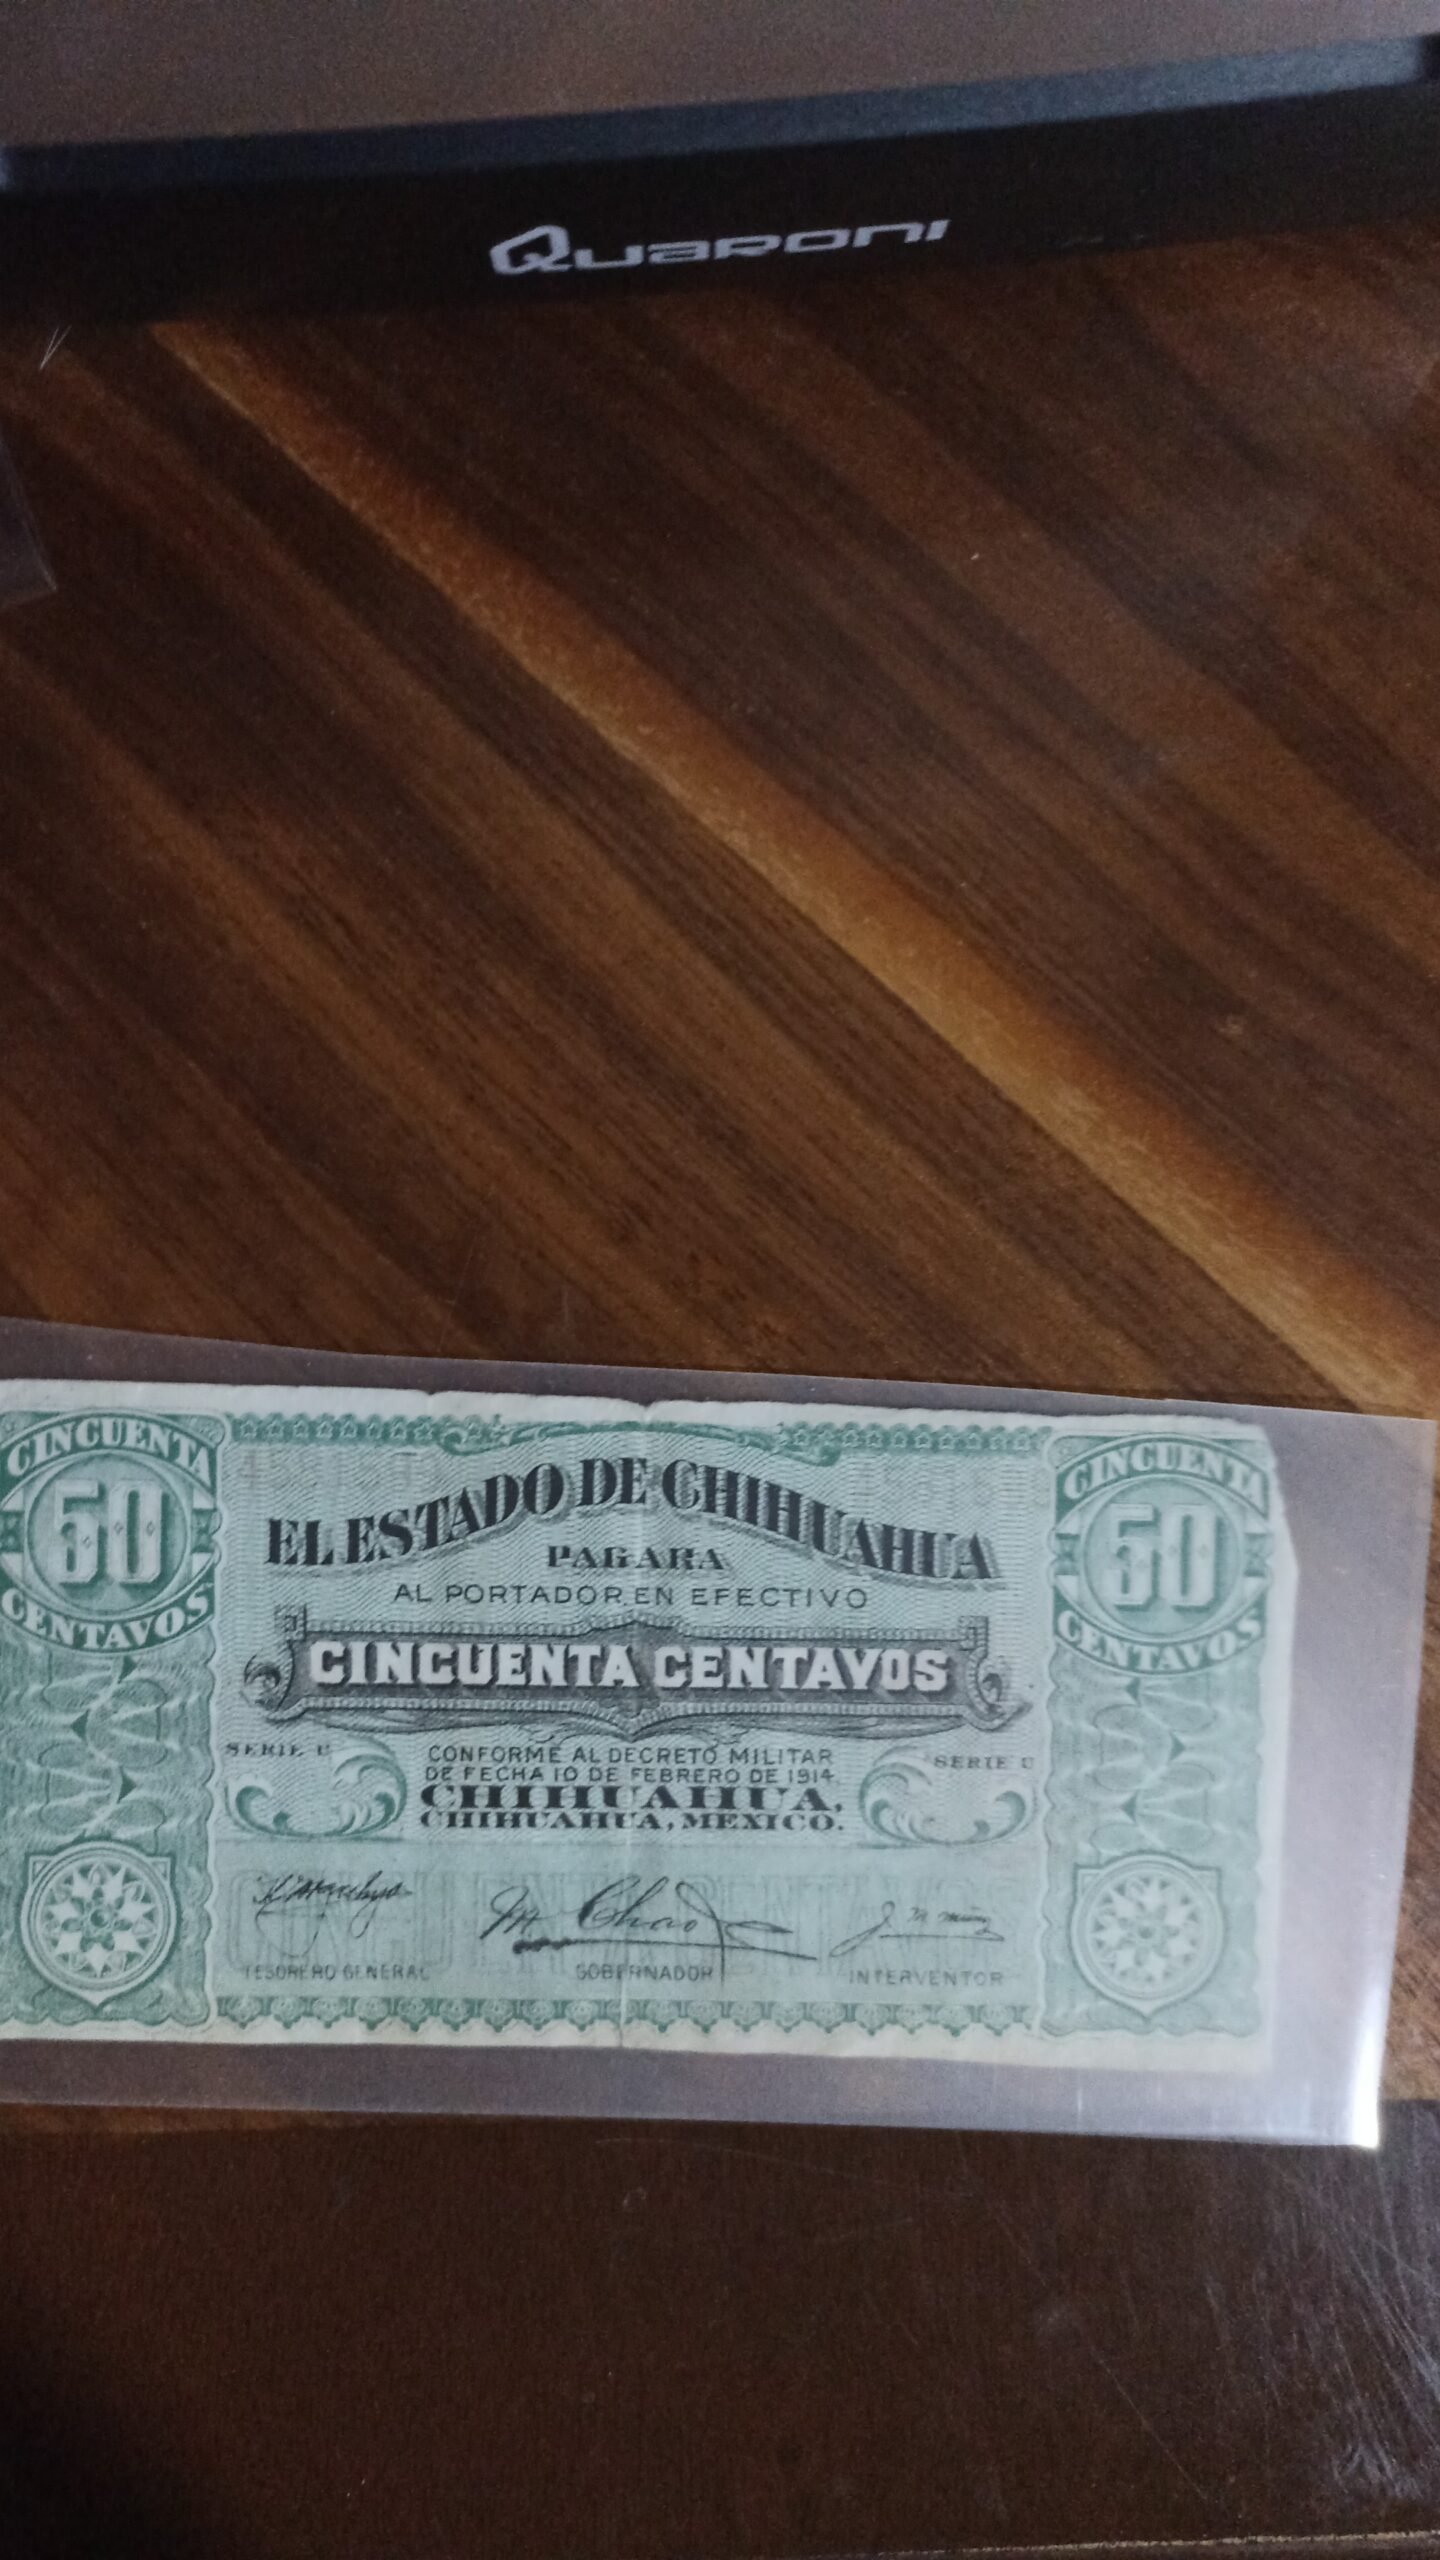 QUARONI
CINCUENTA
50
CENTAVOS
CINCUENTA
50
CENTAVOS
EL ESTADO DE CHIHUAHUA
PAGARA
AL PORTADOR EN EFECTIVO
CINCUENTA CENTAVOS
SERIE U
SERIE U
CONFORME AL DECRETO MILITAR
DE FECHA 10 DE FEBRERO DE 1914
CHIHUAHUA,
CHIHUAHUA, MEXICO.
M Chao
TESORERO GENERAL
GOBERNADOR
INTERVENTOR